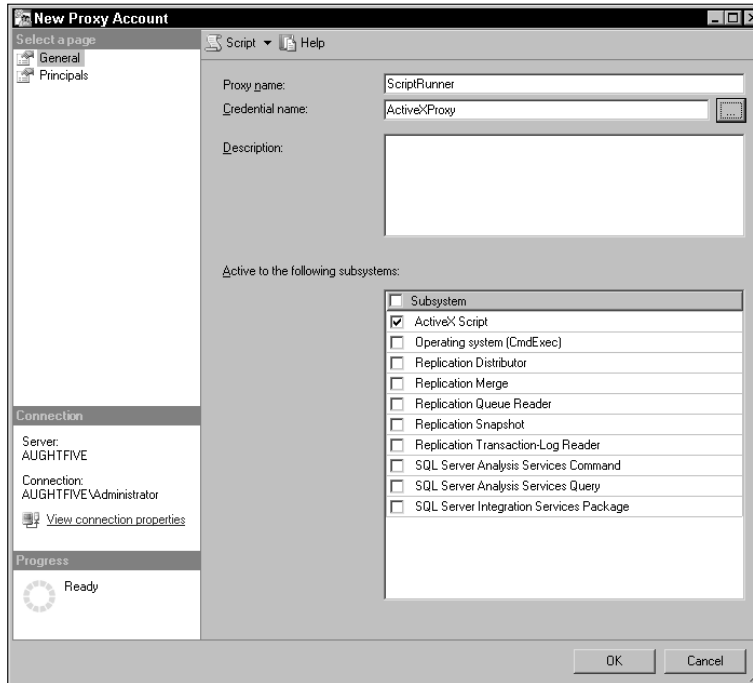 New Proxy Account
Select a page
General
Principals
Script Help
Proxy name:
ScriptRunner
Credential name:
ActiveXProxy
...
Description:
Active to the following subsystems:
Subsystem
ActiveX Script
Operating system (CmdExec)
Replication Distributor
Replication Merge
Replication Queue Reader
Replication Snapshot
Replication Transaction-Log Reader
SQL Server Analysis Services Command
SQL Server Analysis Services Query
SQL Server Integration Services Package
Connection
Server:
AUGHTFIVE
Connection:
AUGHTFIVE\Administrator
View connection properties
Progress
Ready
OK
Cancel